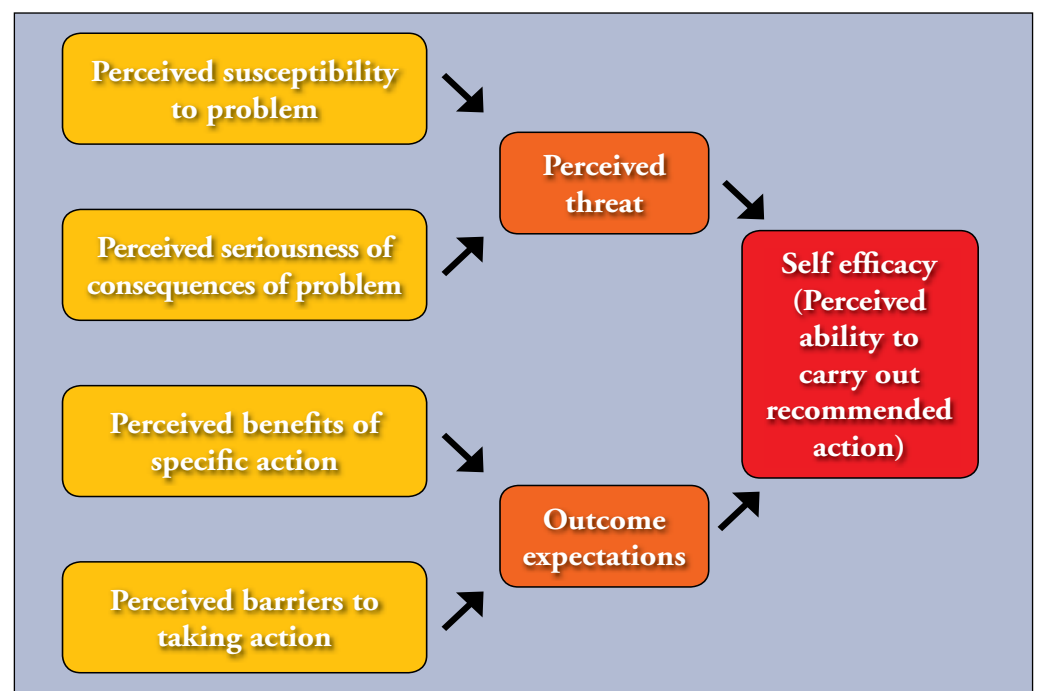 Perceived susceptibility
to problem
Perceived seriousness of
consequences of problem
Perceived benefits of
specific action
Perceived barriers to
taking action
Perceived
threat
Outcome
expectations
Self efficacy
(Perceived
ability to
carry out
recommended
action)